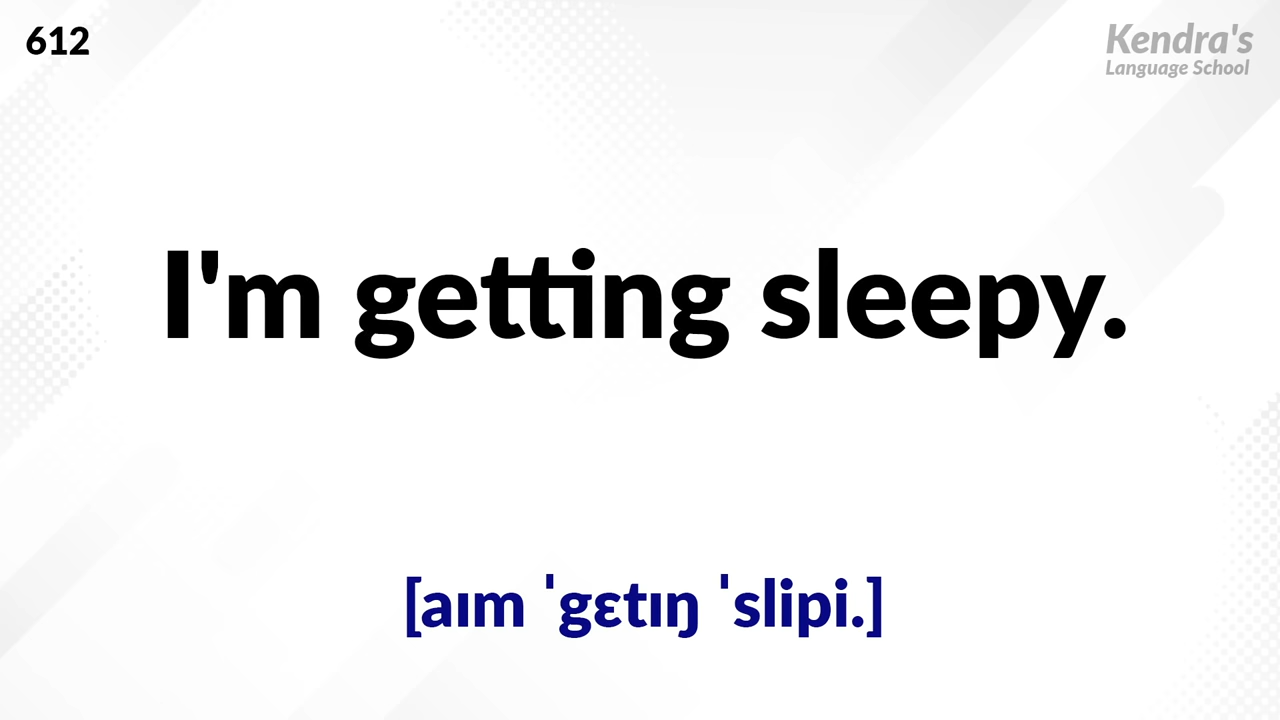 612
Kendra's
Language School
I'm getting sleepy.
[aɪm ˈgɛtɪŋ ˈslipi.]